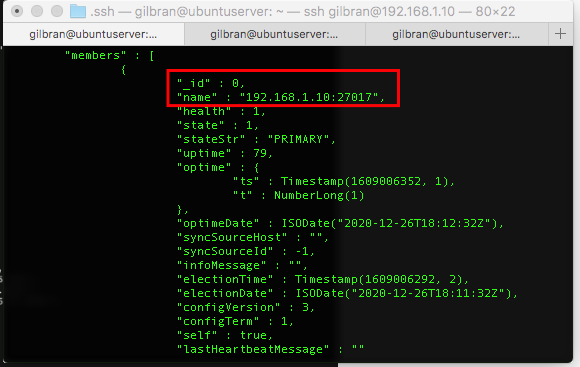 .ssh — gilbran@ubuntuserver: ~ — ssh gilbran@192.168.1.10 — 80×22
gilbran@ubuntuserver:... gilbran@ubuntuserver:... gilbran@ubuntuserver:... +
"members" : [
{
"_id" : 0,
"name" : "192.168.1.10:27017",
"health" : 1,
"state" : 1,
"stateStr" : "PRIMARY",
"uptime" : 79,
"optime" : {
"ts" : Timestamp(1609006352, 1),
"t" : NumberLong(1)
},
"optimeDate" : ISODate("2020-12-26T18:12:32Z"),
"syncSourceHost" : "",
"syncSourceId" : -1,
"infoMessage" : "",
"electionTime" : Timestamp(1609006292, 2),
"electionDate" : ISODate("2020-12-26T18:11:32Z"),
"configVersion" : 3,
"configTerm" : 1,
"self" : true,
"lastHeartbeatMessage" : ""